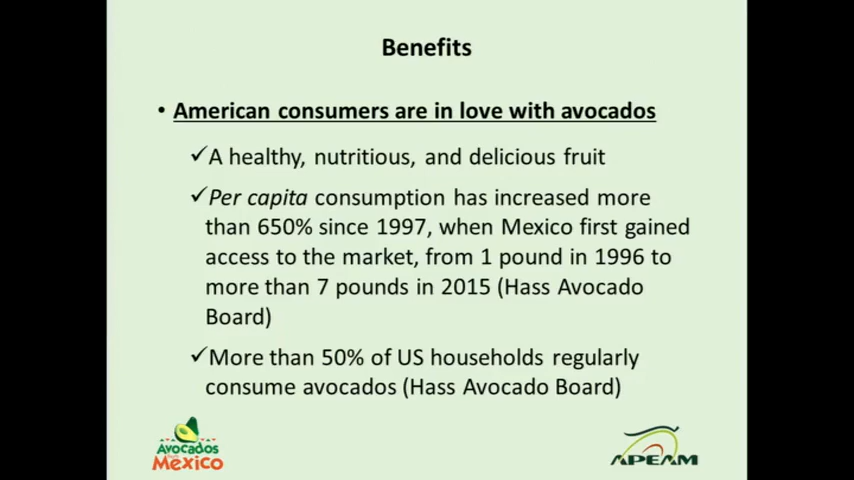 Benefits
• American consumers are in love with avocados
✓A healthy, nutritious, and delicious fruit
✓Per capita consumption has increased more
than 650% since 1997, when Mexico first gained
access to the market, from 1 pound in 1996 to
more than 7 pounds in 2015 (Hass Avocado
Board)
✓More than 50% of US households regularly
consume avocados (Hass Avocado Board)
Avocados
Mexico
APEAM